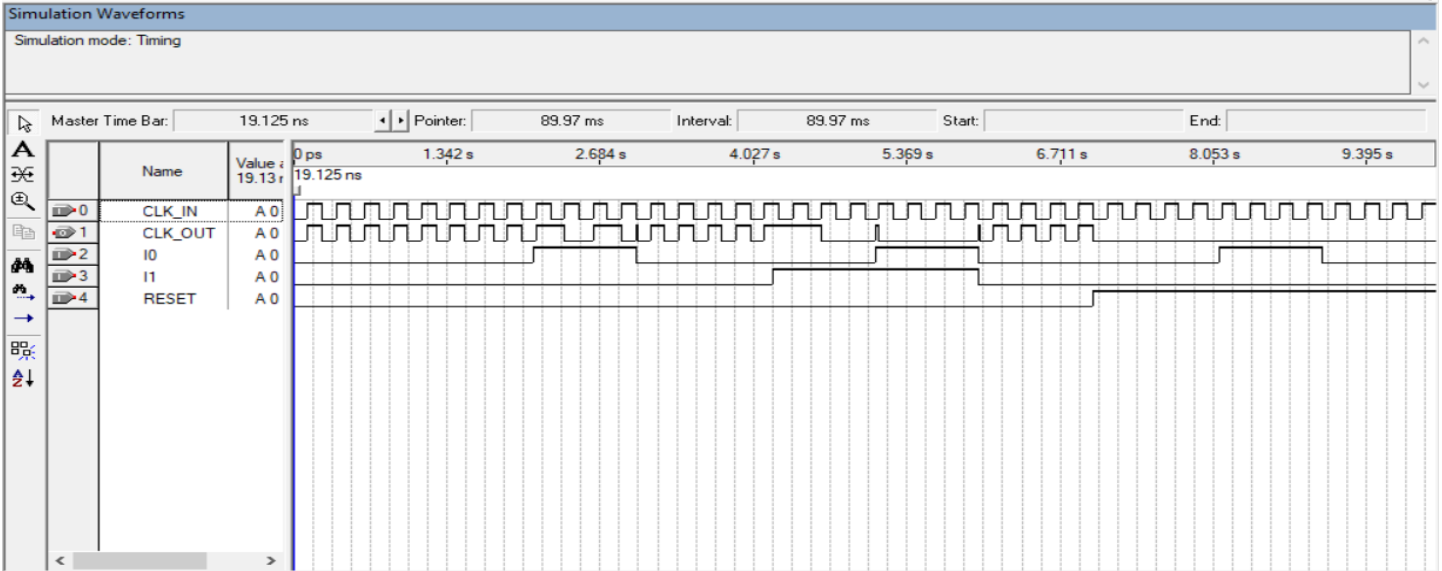 Simulation Waveforms
Simulation mode: Timing
Master Time Bar: 19.125 ns Pointer: 89.97 ms Interval: 89.97 ms Start: End:
Name Value 19.13 0 ps 1.342 s 2.684 s 4.027 s 5.369 s 6.711 s 8.053 s 9.395 s
19.125 ns
0 CLK_IN A 0
1 CLK_OUT A 0
2 I0 A 0
3 I1 A 0
4 RESET A 0